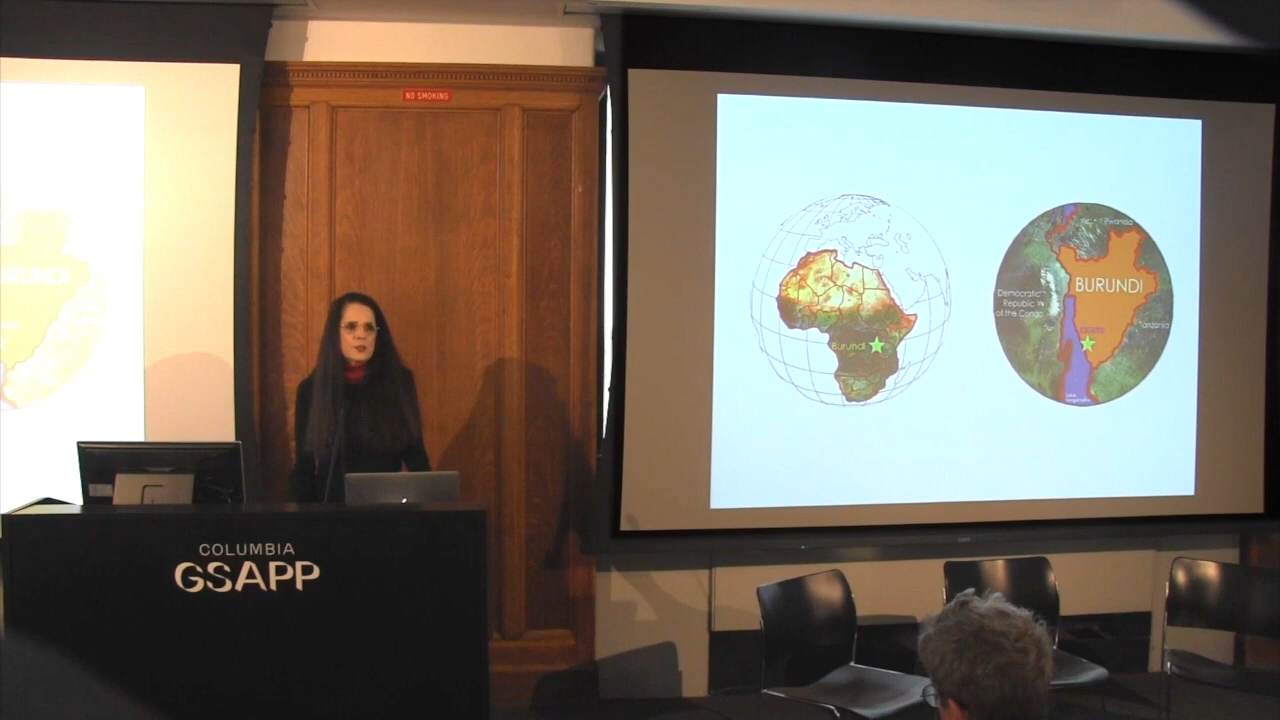 NO SMOKING
COLUMBIA
GSAPP
Burundi
Rwanda
BURUNDI
Democratic
Republic
of the Congo
Tanzania